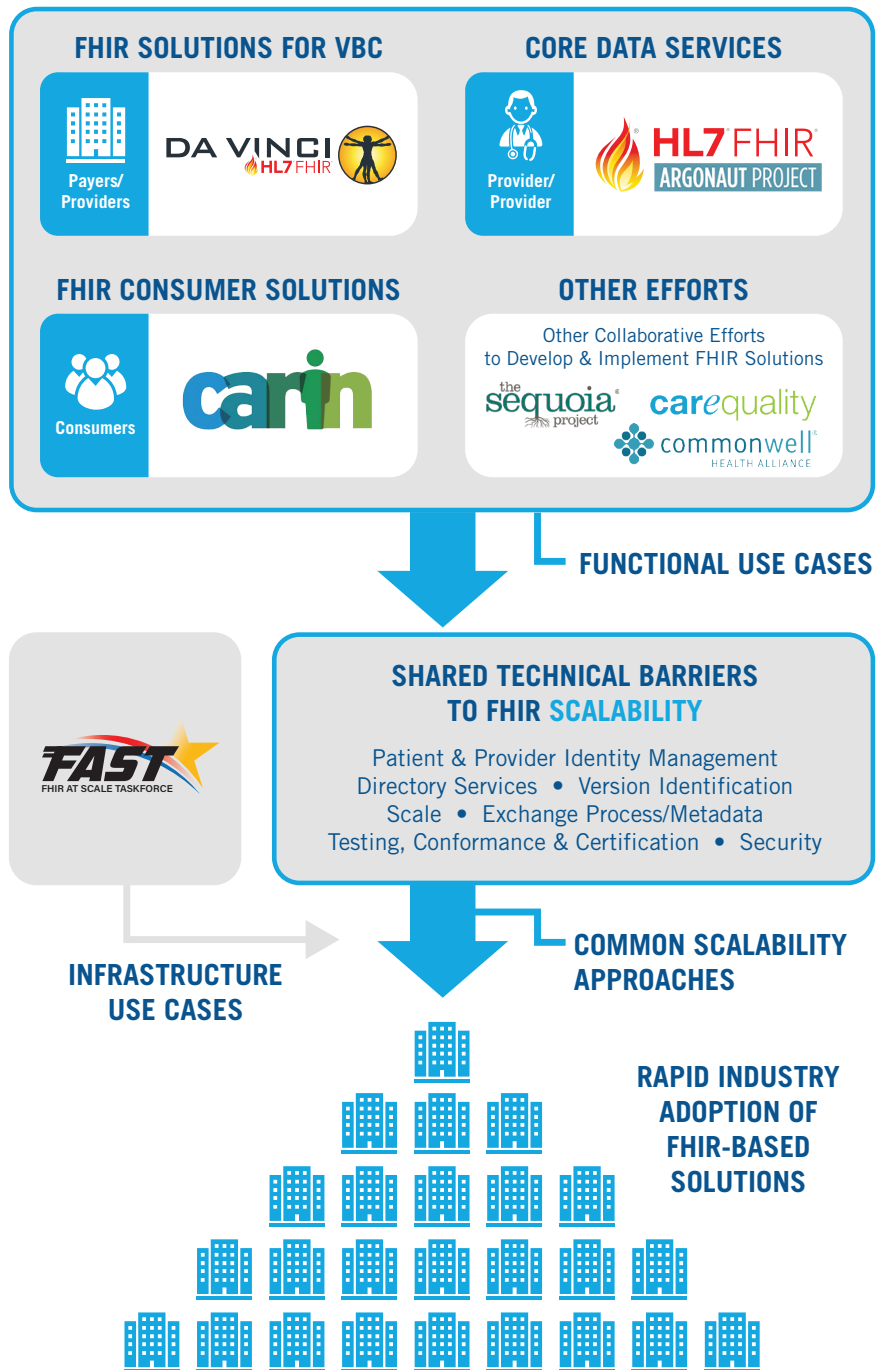 FHIR SOLUTIONS FOR VBC
Payers/
Providers
DA VINCI
HL7 FHIR
CORE DATA SERVICES
Provider/
Provider
HL7® FHIR®
ARGONAUT PROJECT
FHIR CONSUMER SOLUTIONS
Consumers
carin
OTHER EFFORTS
Other Collaborative Efforts
to Develop & Implement FHIR Solutions
the
sequoia®
project
carequality
commonwell®
HEALTH ALLIANCE
FUNCTIONAL USE CASES
FAST
FHIR AT SCALE TASKFORCE
SHARED TECHNICAL BARRIERS
TO FHIR SCALABILITY
Patient & Provider Identity Management
Directory Services • Version Identification
Scale • Exchange Process/Metadata
Testing, Conformance & Certification • Security
INFRASTRUCTURE
USE CASES
COMMON SCALABILITY
APPROACHES
RAPID INDUSTRY
ADOPTION OF
FHIR-BASED
SOLUTIONS